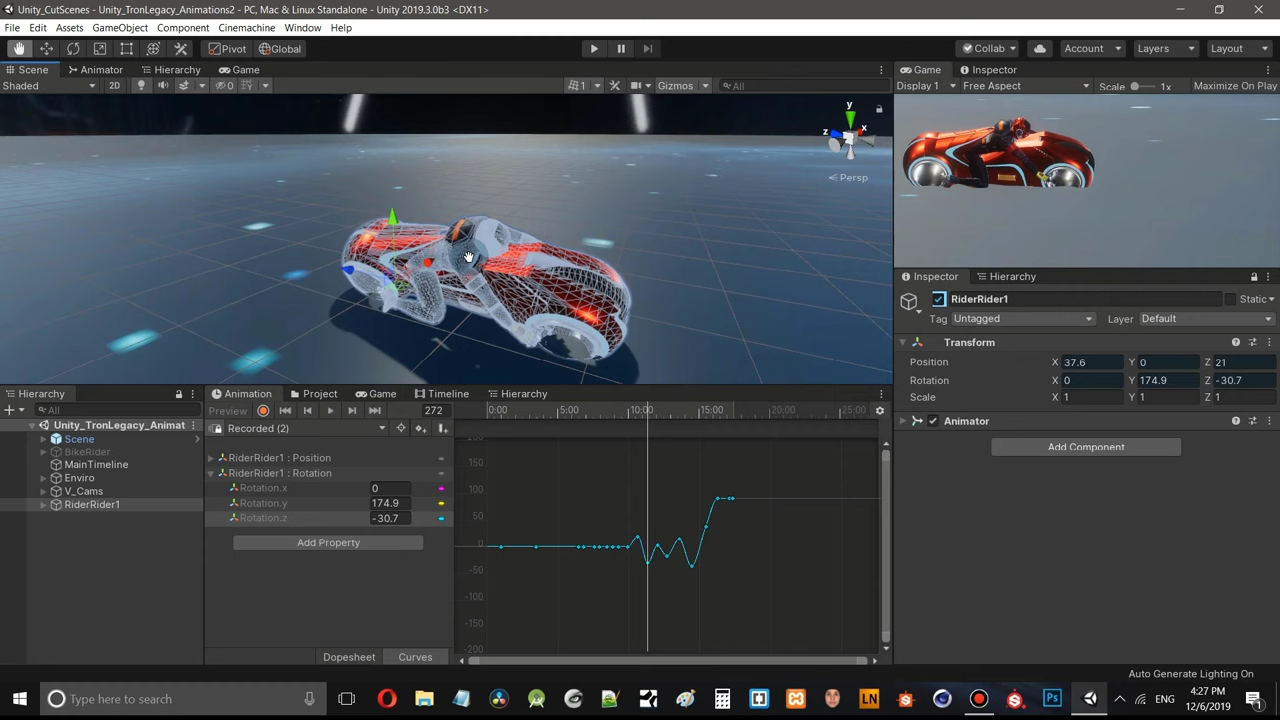 Unity_CutScenes - Unity_TronLegacy_Animations2 - PC, Mac & Linux Standalone - Unity 2019.3.0b3 <DX11>
File Edit Assets GameObject Component Cinemachine Window Help
Pivot Global Collab Account Layers Layout
Scene Animator Hierarchy Game Game Inspector
Shaded 2D 0 1 Gizmos All Display 1 Free Aspect Scale 1x Maximize On Play
y
z x
Persp
Inspector Hierarchy
RiderRider1 Static
Tag Untagged Layer Default
Transform
Position X 37.6 Y 0 Z 21
Rotation X 0 Y 174.9 Z -30.7
Scale X 1 Y 1 Z 1
Animator
Add Component
Hierarchy Animation Project Game Timeline Hierarchy
All Preview 272 0:00 5:00 10:00 15:00 20:00 25:00
Unity_TronLegacy_Animat Recorded (2)
Scene
BikeRider
MainTimeline
Enviro
V_Cams
RiderRider1
RiderRider1 : Position
RiderRider1 : Rotation
Rotation.x 0
Rotation.y 174.9
Rotation.z -30.7
Add Property
150
100
50
0
-50
-100
-150
-200
Dopesheet Curves
Auto Generate Lighting On
Type here to search LN Ps ENG 4:27 PM
12/6/2019 1